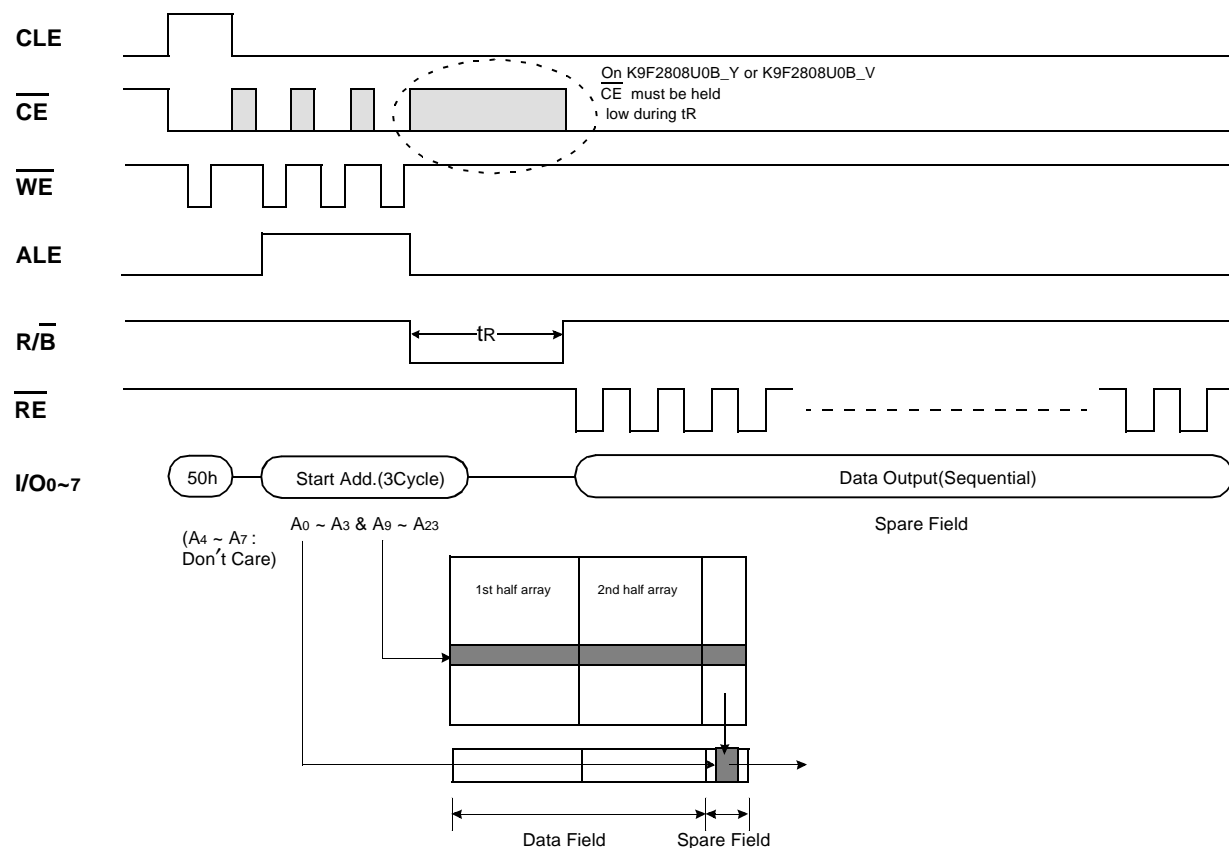 CLE
On K9F2808U0B_Y or K9F2808U0B_V
CE must be held
low during tR
CE
WE
ALE
R/B
tR
RE
I/O0~7
50h
Start Add.(3Cycle)
Data Output(Sequential)
A0 ~ A3 & A9 ~ A23
Spare Field
(A4 ~ A7 :
Don′t Care)
1st half array
2nd half array
Data Field
Spare Field